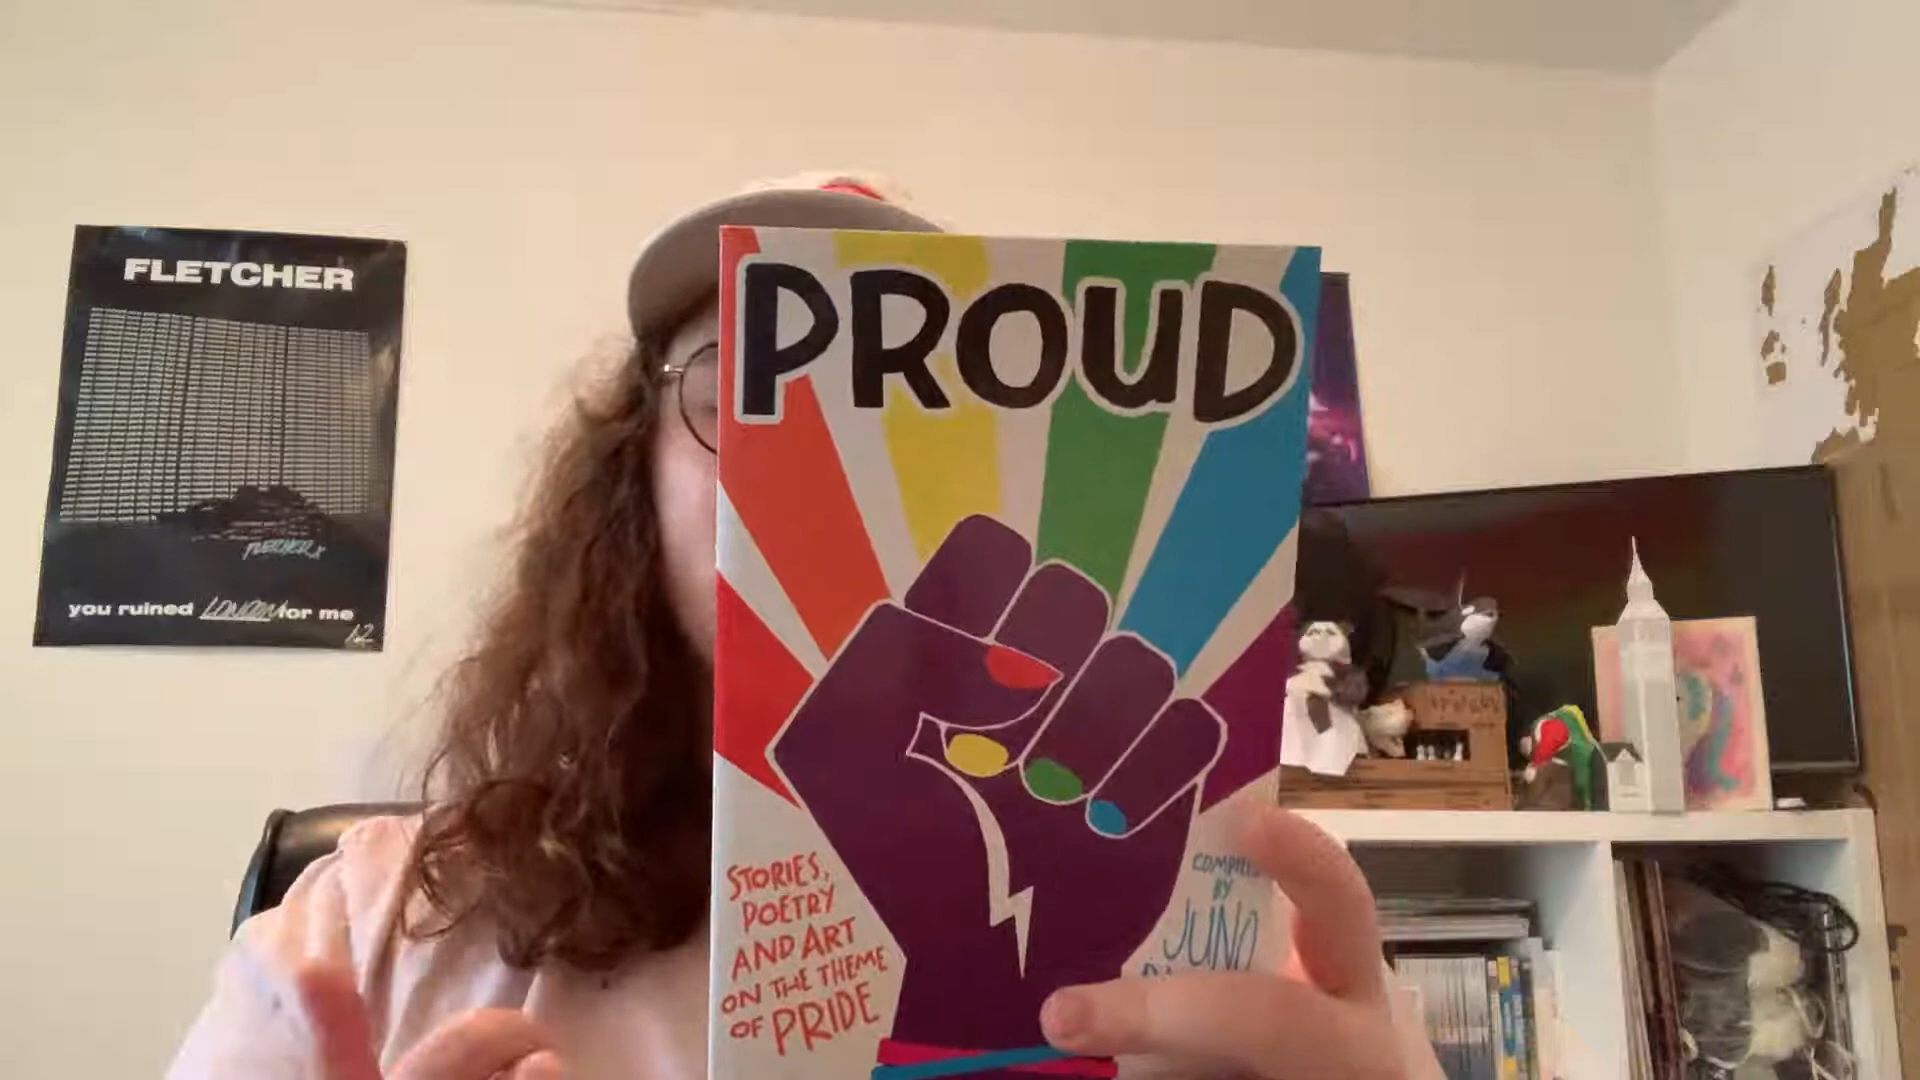 FLETCHER
FLETCHER x
you ruined LONDON for me
PROUD
STORIES,
POETRY
AND ART
ON THE THEME
OF PRIDE
COMPILED
BY
JUNO